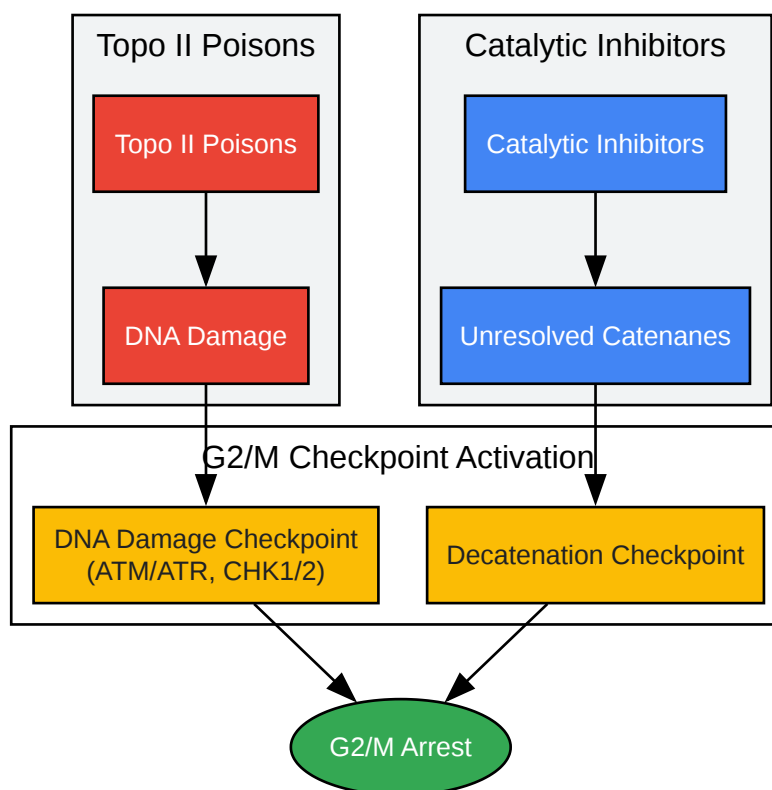 Topo II Poisons
Catalytic Inhibitors
Topo II Poisons
Catalytic Inhibitors
DNA Damage
Unresolved Catenanes
G2/M Checkpoint Activation
DNA Damage Checkpoint
(ATM/ATR, CHK1/2)
Decatenation Checkpoint
G2/M Arrest